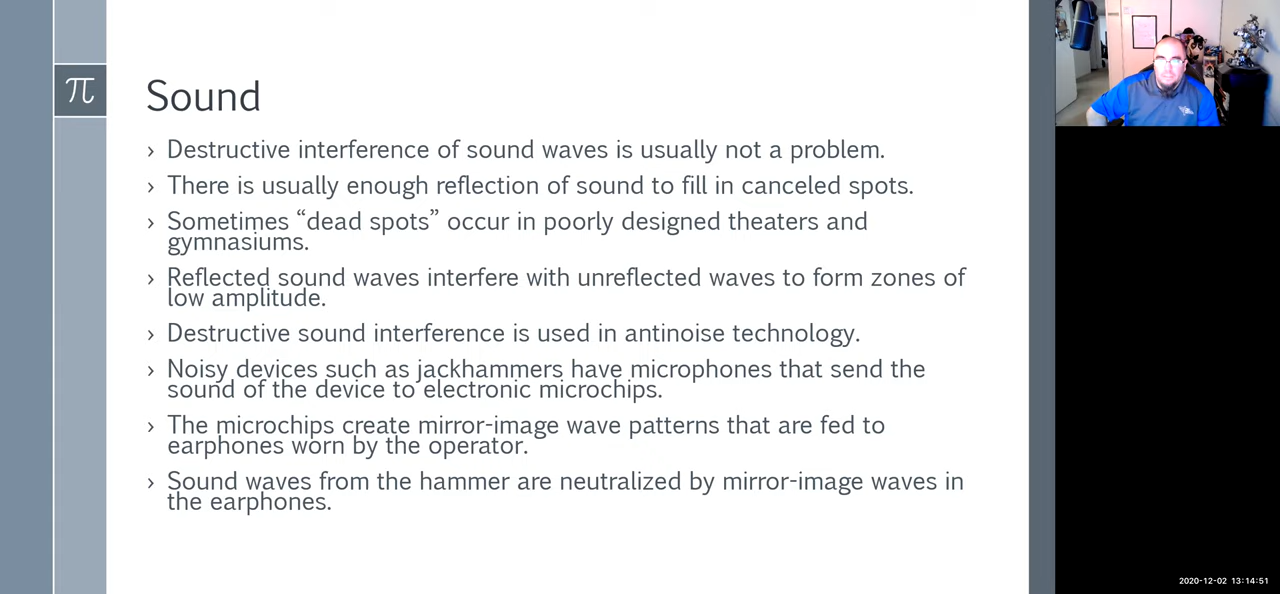 π
Sound
› Destructive interference of sound waves is usually not a problem.
› There is usually enough reflection of sound to fill in canceled spots.
› Sometimes “dead spots” occur in poorly designed theaters and
gymnasiums.
› Reflected sound waves interfere with unreflected waves to form zones of
low amplitude.
› Destructive sound interference is used in antinoise technology.
› Noisy devices such as jackhammers have microphones that send the
sound of the device to electronic microchips.
› The microchips create mirror-image wave patterns that are fed to
earphones worn by the operator.
› Sound waves from the hammer are neutralized by mirror-image waves in
the earphones.
2020-12-02 13:14:51